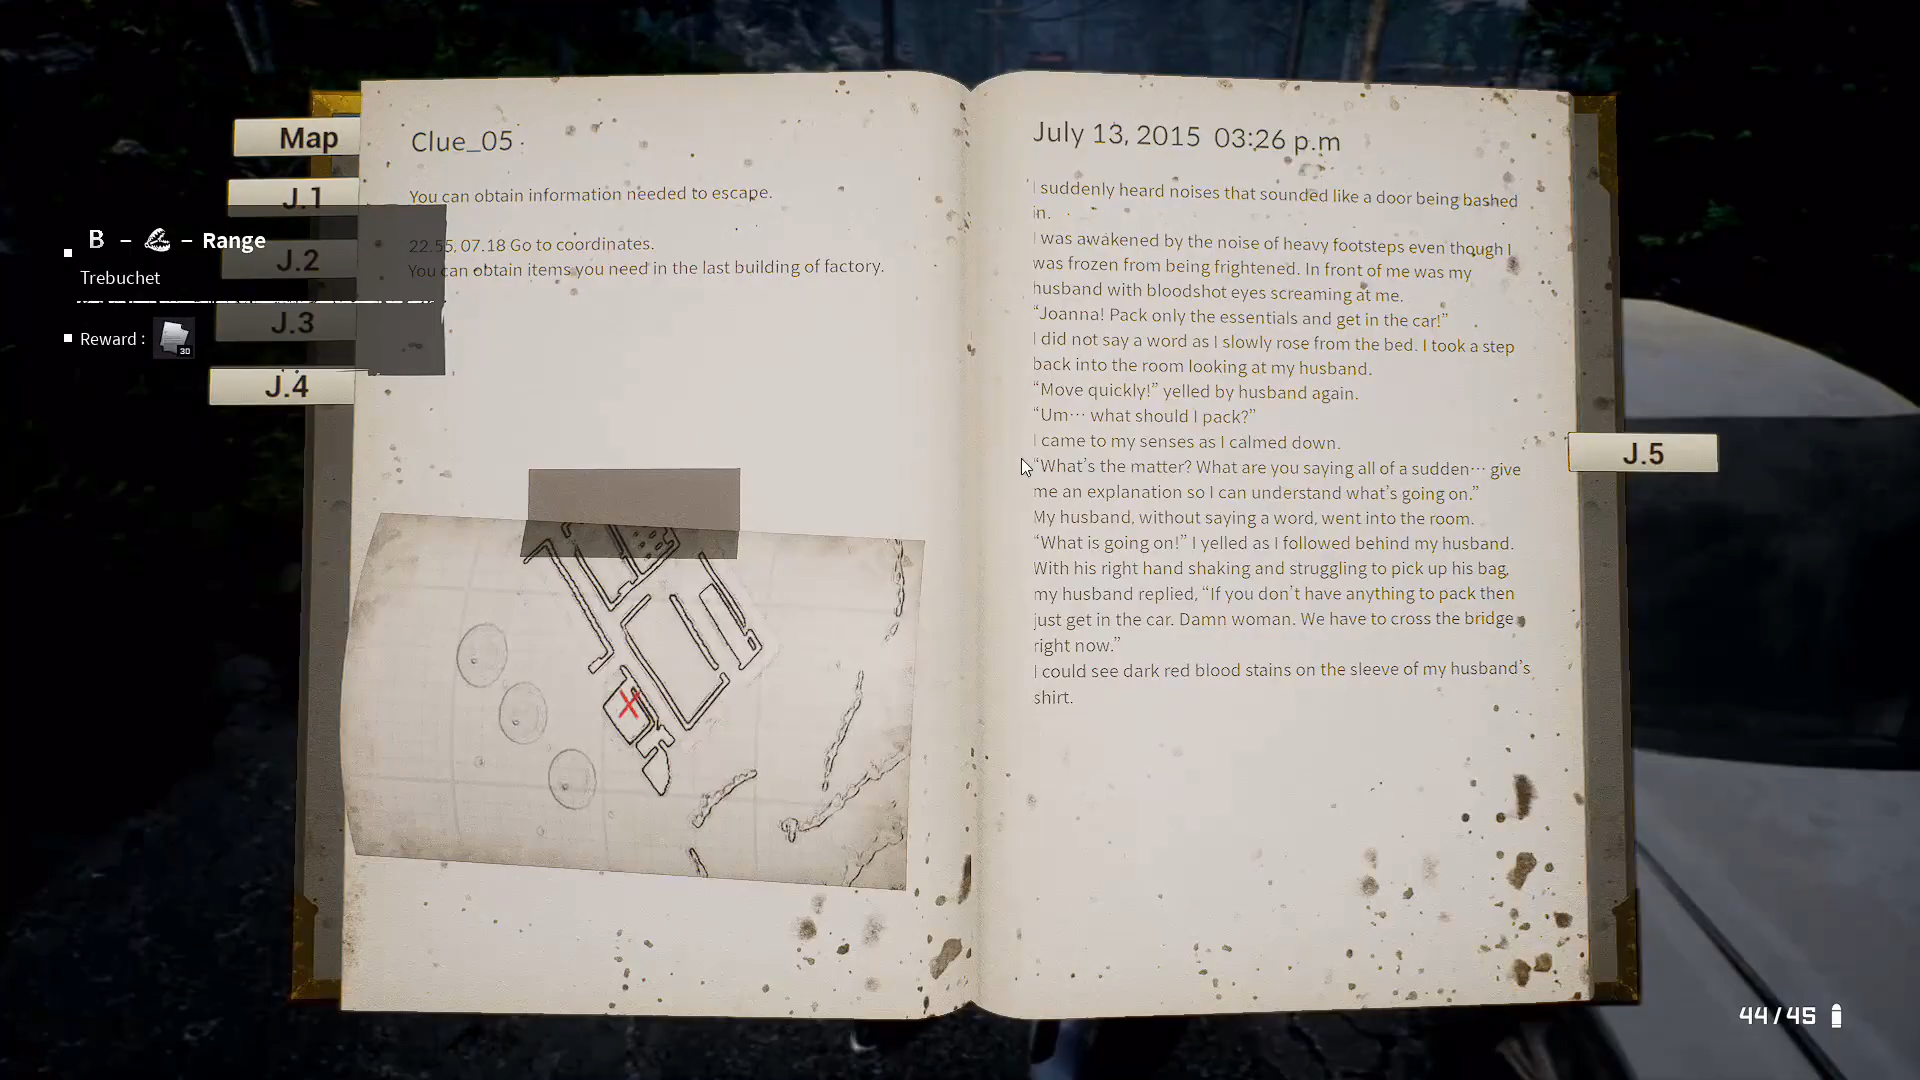 Map
J.1
J.2
J.3
J.4
B - - Range
Trebuchet
Reward :
30
Clue_05
You can obtain information needed to escape.
22.55, 07.18 Go to coordinates.
You can obtain items you need in the last building of factory.
July 13, 2015 03:26 p.m
I suddenly heard noises that sounded like a door being bashed
in.
I was awakened by the noise of heavy footsteps even though I
was frozen from being frightened. In front of me was my
husband with bloodshot eyes screaming at me.
“Joanna! Pack only the essentials and get in the car!”
I did not say a word as I slowly rose from the bed. I took a step
back into the room looking at my husband.
“Move quickly!” yelled by husband again.
“Um⋯ what should I pack?”
I came to my senses as I calmed down.
“What’s the matter? What are you saying all of a sudden⋯ give
me an explanation so I can understand what’s going on.”
My husband, without saying a word, went into the room.
“What is going on!” I yelled as I followed behind my husband.
With his right hand shaking and struggling to pick up his bag,
my husband replied, “If you don’t have anything to pack then
just get in the car. Damn woman. We have to cross the bridge
right now.”
I could see dark red blood stains on the sleeve of my husband’s
shirt.
J.5
44/45